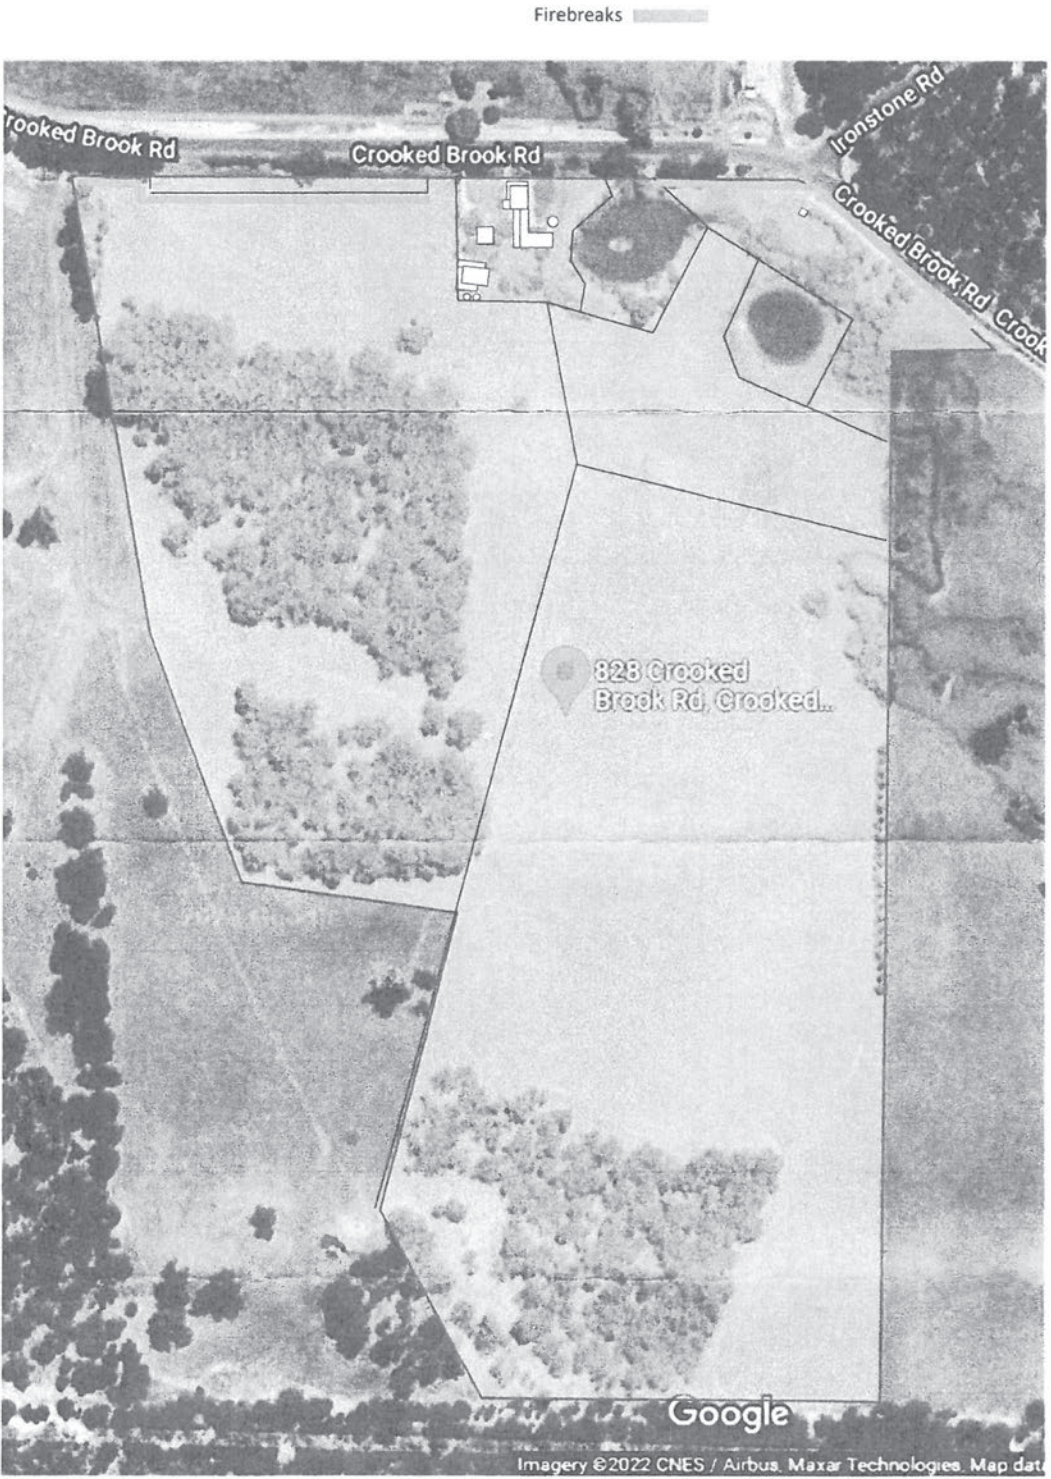 Firebreaks
rooked Brook Rd
Crooked Brook Rd
Ironstone Rd
Crooked Brook Rd
Crook
828 Crooked
Brook Rd, Crooked...
Google
Imagery ©2022 CNES / Airbus, Maxar Technologies, Map data